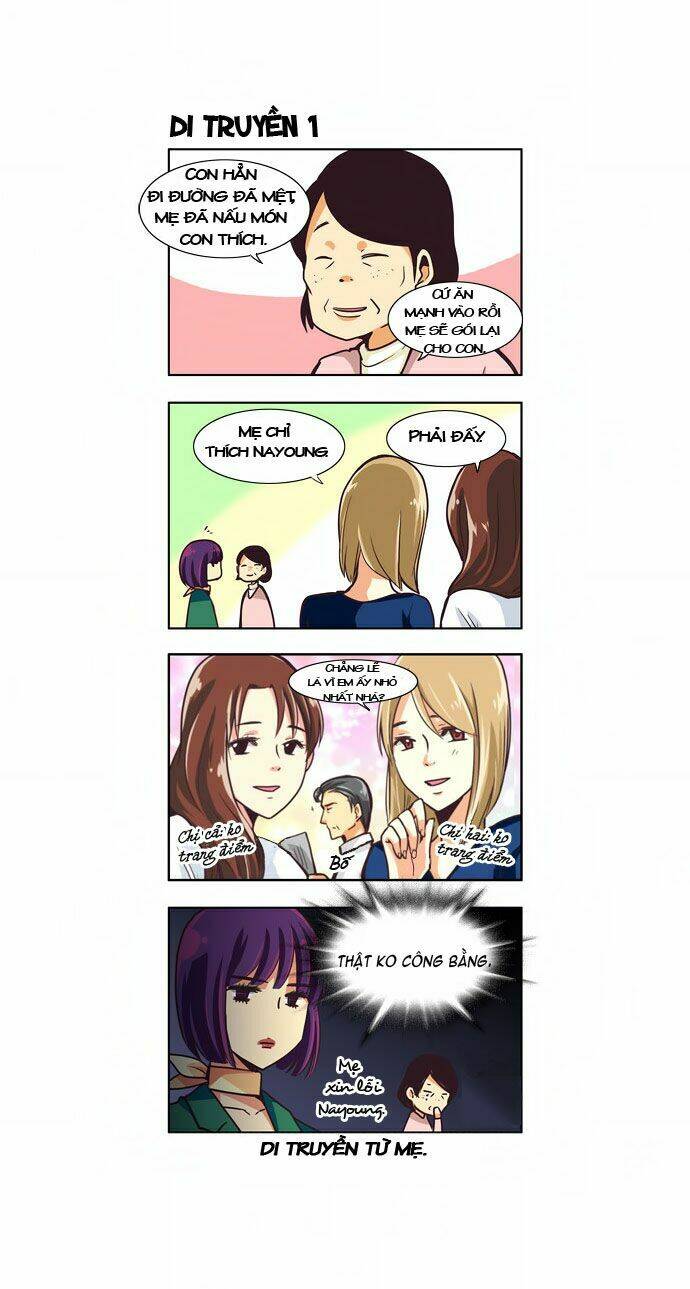 DI TRUYỀN 1
CON HẲN
ĐI ĐƯỜNG ĐÃ MỆT,
MẸ ĐÃ NẤU MÓN
CON THÍCH.
CỨ ĂN
MẠNH VÀO RỒI
MẸ SẼ GÓI LẠI
CHO CON.
MẸ CHỈ
THÍCH NAYOUNG.
PHẢI ĐẤY.
CHẲNG LẼ
LÀ VÌ EM ẤY NHỎ
NHẤT NHÀ?
Chị cả: ko
trang điểm
Bố
Chị hai: ko
trang điểm
THẬT KO CÔNG BẰNG.
Mẹ
xin lỗi
Nayoung.
DI TRUYỀN TỪ MẸ.